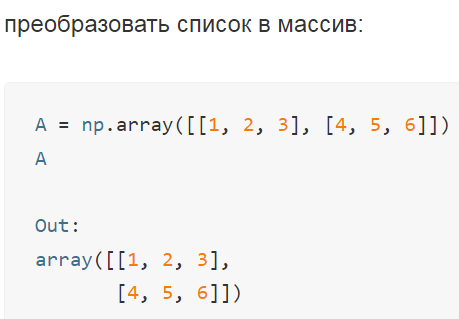 преобразовать список в массив:
A = np.array([[1, 2, 3], [4, 5, 6]])
A
Out:
array([[1, 2, 3],
       [4, 5, 6]])